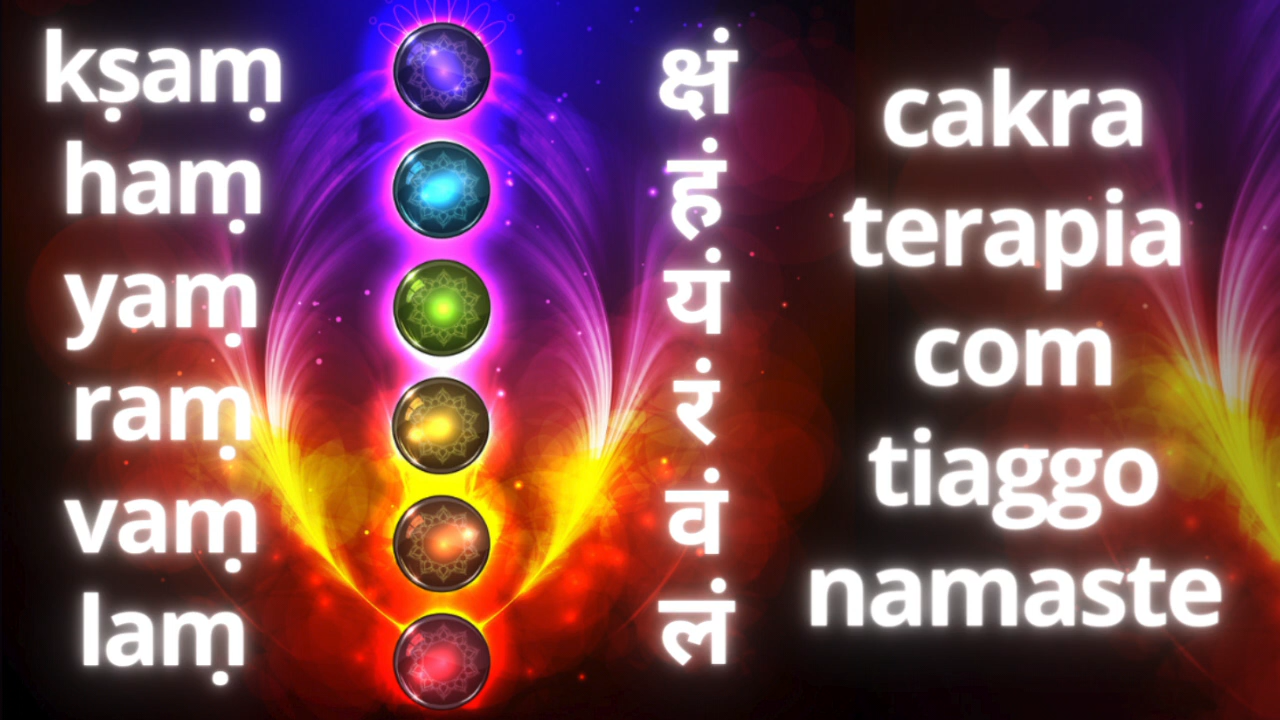 kṣaṃ
haṃ
yaṃ
raṃ
vaṃ
laṃ
क्षं
हं
यं
रं
वं
लं
cakra
terapia
com
tiaggo
namaste